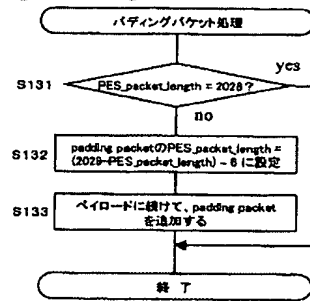 パディングパケット処理
S131
PES_packet_length = 2028?
yes
no
S132
padding packetのPES_packet_length =
(2028-PES_packet_length) - 6 に設定
S133
ペイロードに続けて、padding packet
を追加する
終了